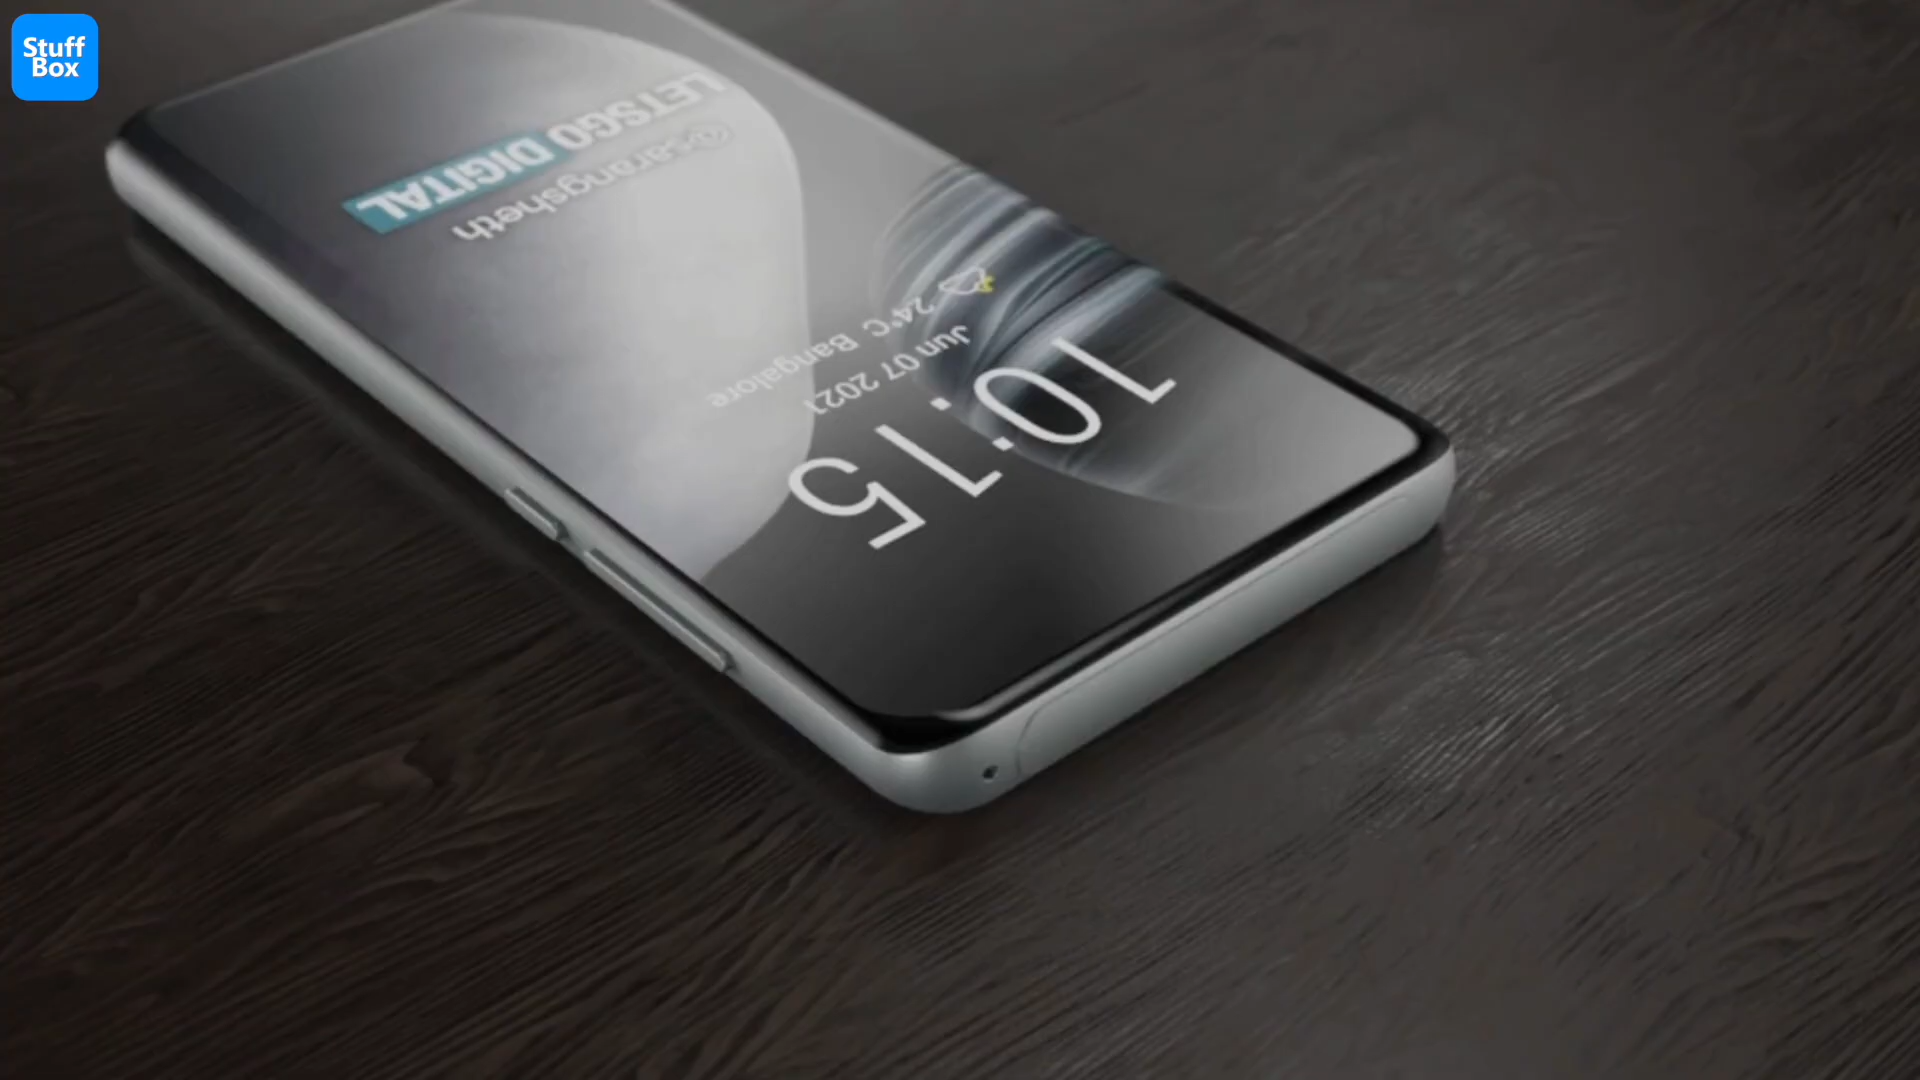 Stuff
Box
LETSGO DIGITAL
@sarangsheth
24°C Bangalore
Jun 07 2021
10:15